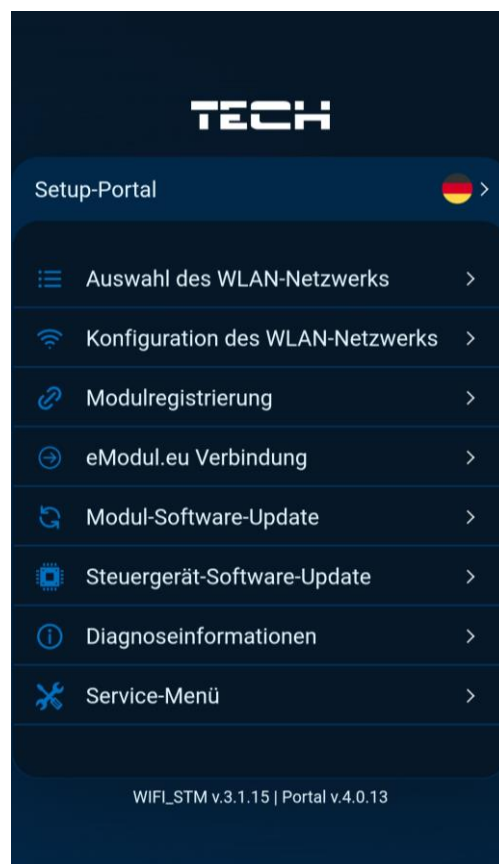 TECH
Setup-Portal
Auswahl des WLAN-Netzwerks
Konfiguration des WLAN-Netzwerks
Modulregistrierung
eModul.eu Verbindung
Modul-Software-Update
Steuergerät-Software-Update
Diagnoseinformationen
Service-Menü
WIFI_STM v.3.1.15 | Portal v.4.0.13